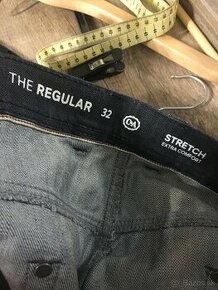 THE REGULAR 32 C&A
STRETCH
EXTRA COMFORT